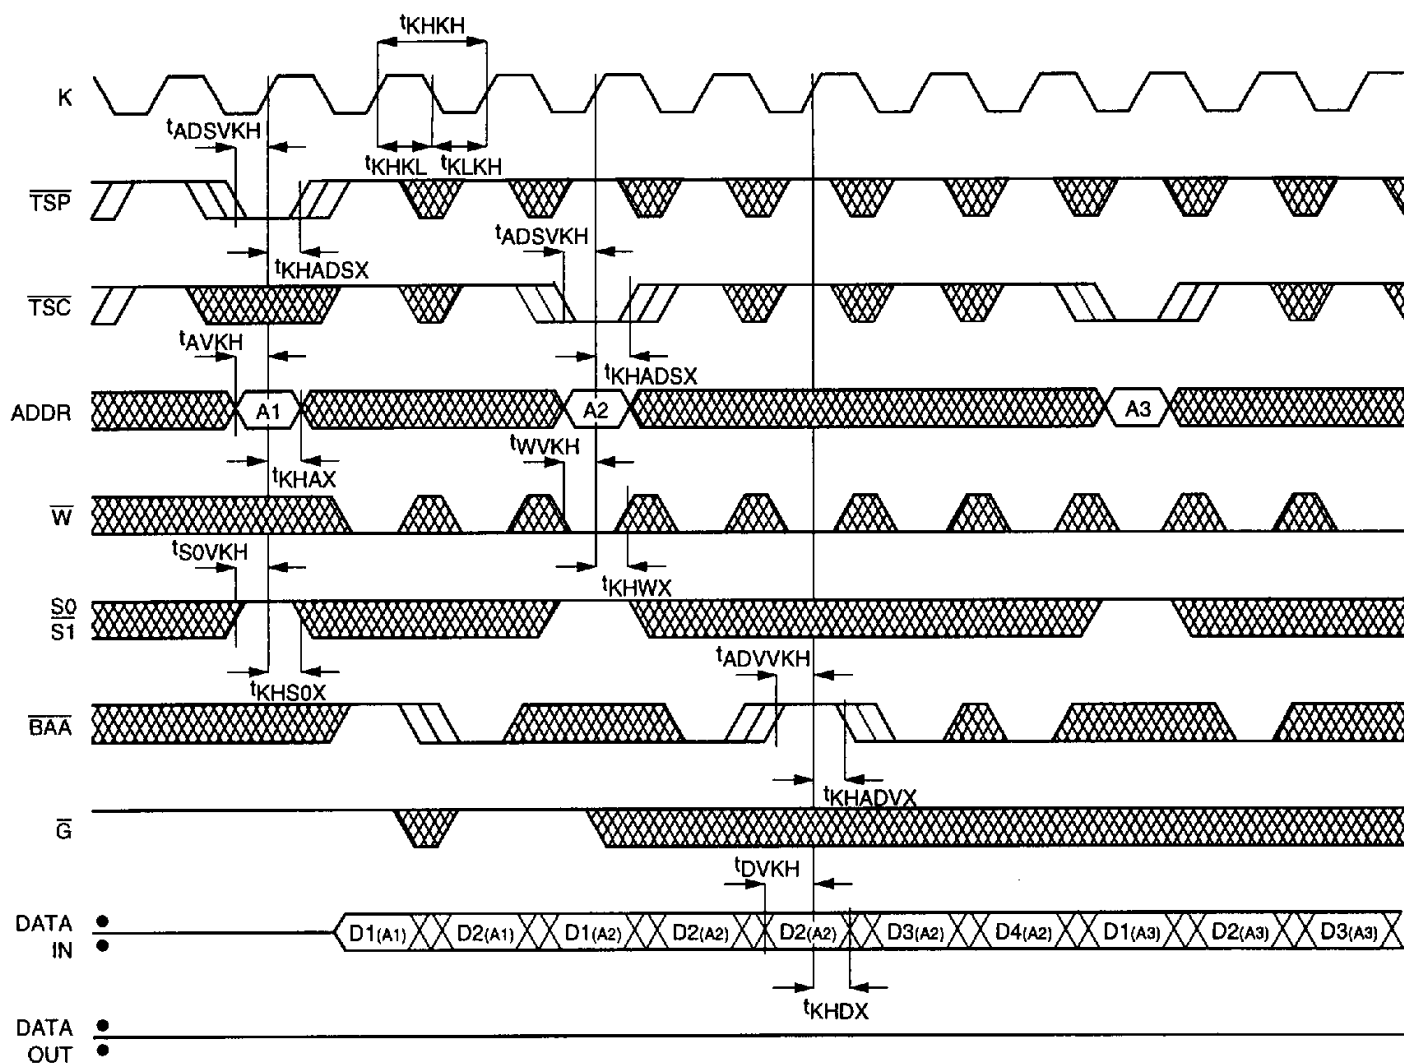 tKHKH
K
tADSVKH
tKHKL tKLKH
TSP
tADSVKH
tKHADSX
TSC
tAVKH
tKHADSX
ADDR A1 A2 A3
tWVKH
tKHAX
W
tS0VKH
tKHWX
S0
S1
tADVVKH
tKHS0X
BAA
tKHADVX
G
tDVKH
DATA
IN
D1(A1) D2(A1) D1(A2) D2(A2) D2(A2) D3(A2) D4(A2) D1(A3) D2(A3) D3(A3)
tKHDX
DATA
OUT